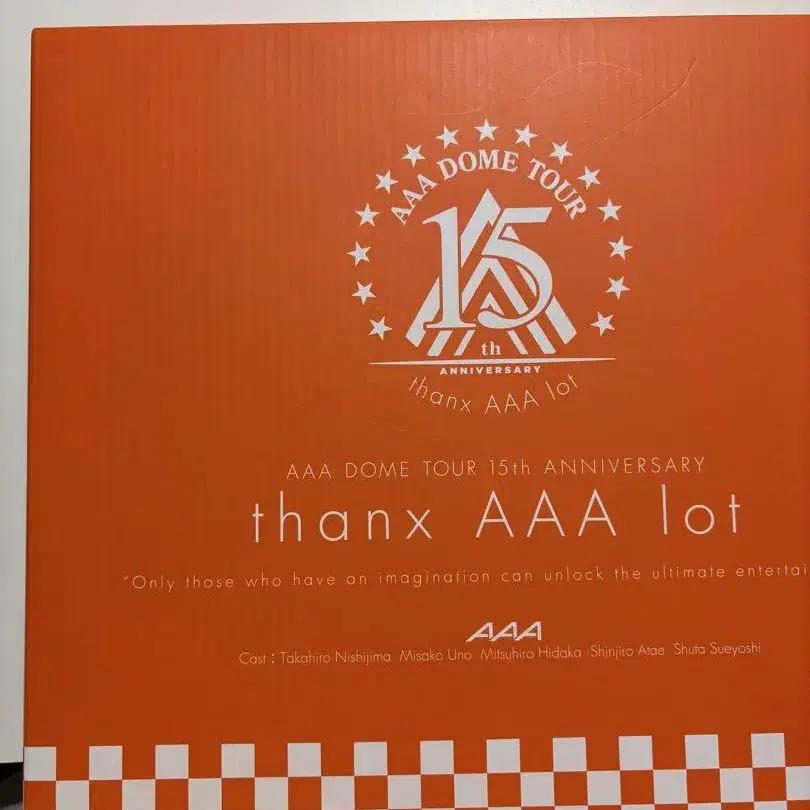 AAA DOME TOUR
15
th
ANNIVERSARY
thanx AAA lot
AAA DOME TOUR 15th ANNIVERSARY
thanx AAA lot
"Only those who have an imagination can unlock the ultimate entertai
AAA
Cast : Takahiro Nishijima Misako Uno Mitsuhiro Hidaka Shinjiro Atae Shuta Sueyoshi